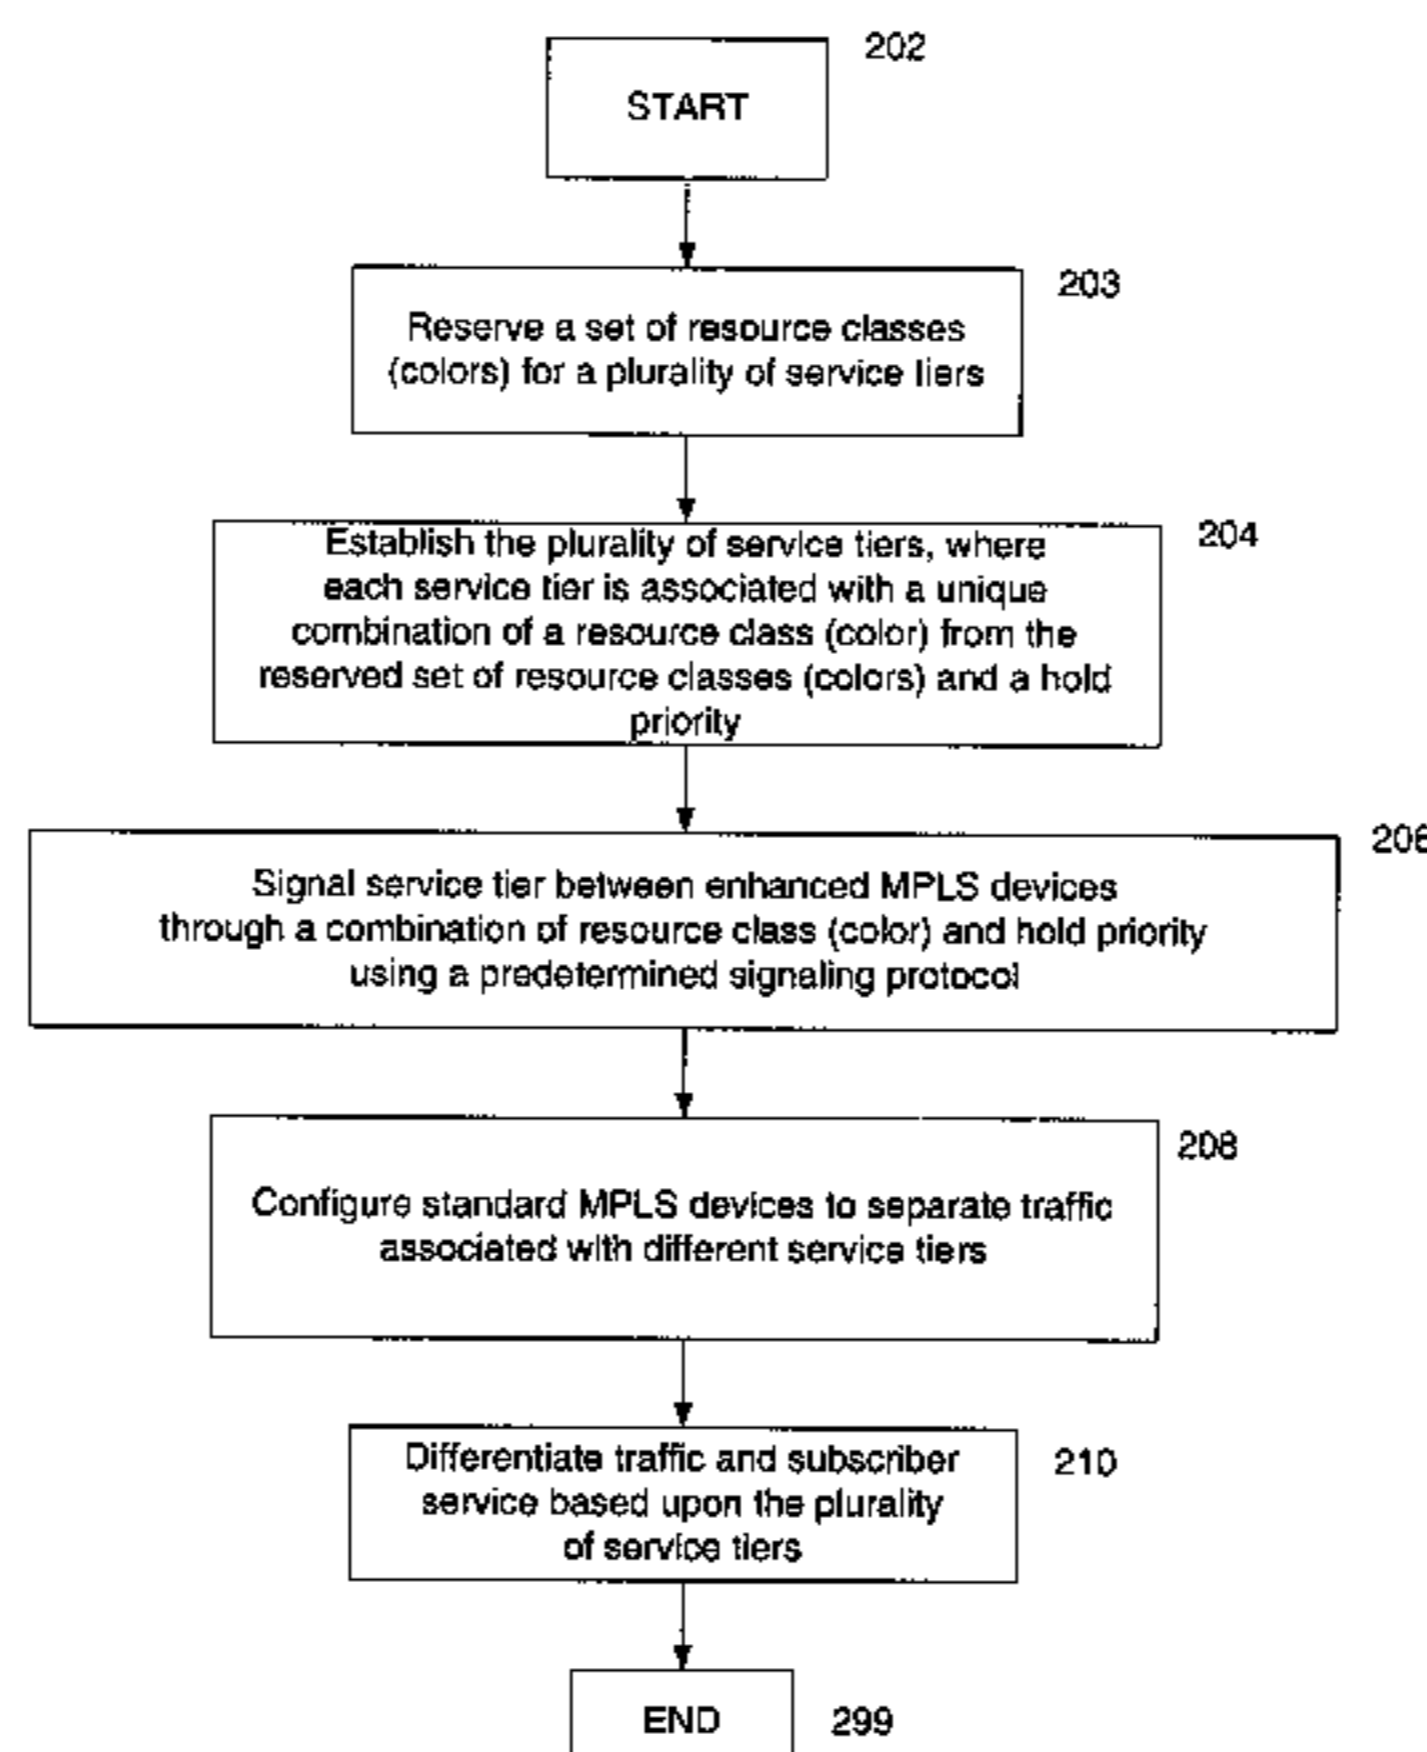 START
202
Reserve a set of resource classes
(colors) for a plurality of service tiers
203
Establish the plurality of service tiers, where
each service tier is associated with a unique
combination of a resource class (color) from the
reserved set of resource classes (colors) and a hold
priority
204
Signal service tier between enhanced MPLS devices
through a combination of resource class (color) and hold priority
using a predetermined signaling protocol
206
Configure standard MPLS devices to separate traffic
associated with different service tiers
208
Differentiate traffic and subscriber
service based upon the plurality
of service tiers
210
END
299